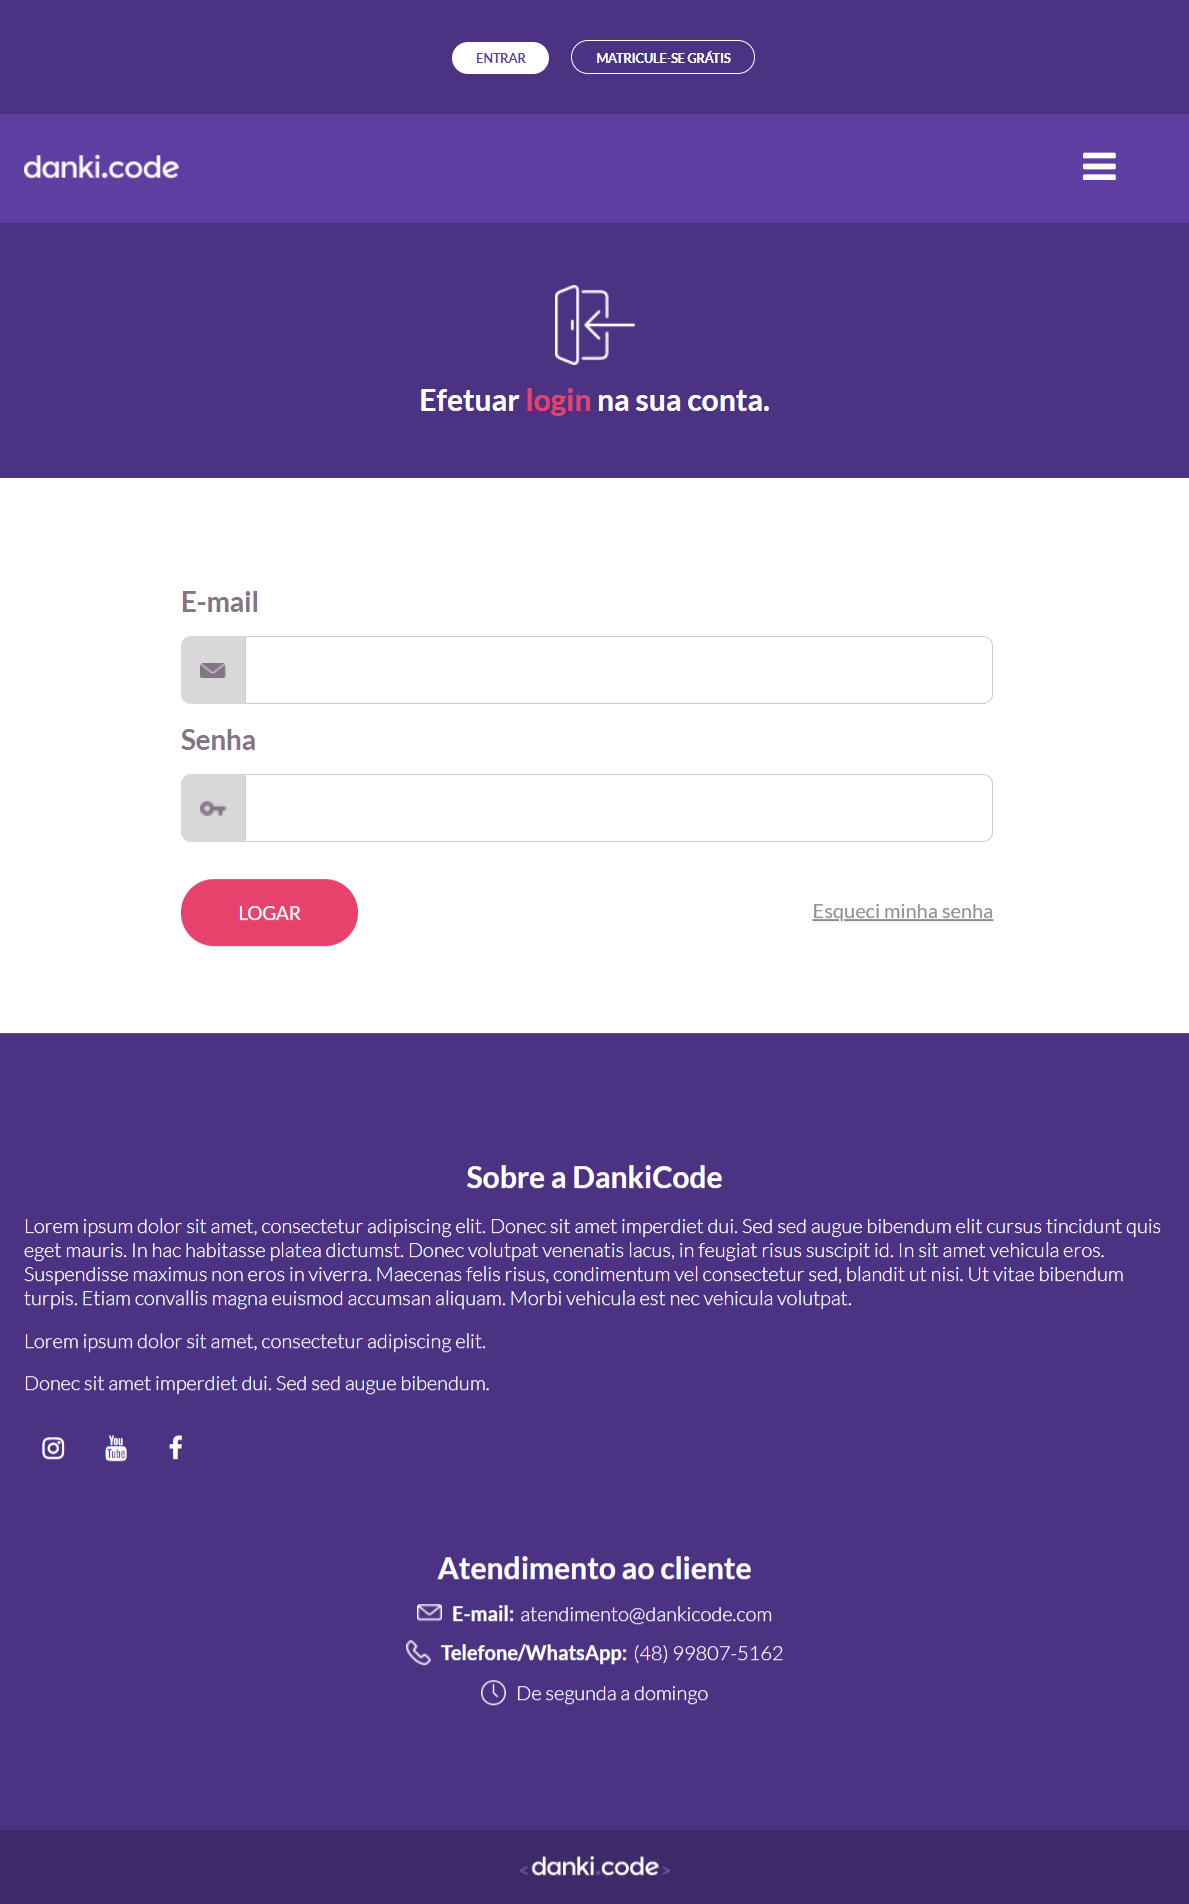 ENTRAR
MATRICULE-SE GRÁTIS
danki.code
Efetuar login na sua conta.
E-mail
Senha
LOGAR
Esqueci minha senha
Sobre a DankiCode
Lorem ipsum dolor sit amet, consectetur adipiscing elit. Donec sit amet imperdiet dui. Sed sed augue bibendum elit cursus tincidunt quis
eget mauris. In hac habitasse platea dictumst. Donec volutpat venenatis lacus, in feugiat risus suscipit id. In sit amet vehicula eros.
Suspendisse maximus non eros in viverra. Maecenas felis risus, condimentum vel consectetur sed, blandit ut nisi. Ut vitae bibendum
turpis. Etiam convallis magna euismod accumsan aliquam. Morbi vehicula est nec vehicula volutpat.
Lorem ipsum dolor sit amet, consectetur adipiscing elit.
Donec sit amet imperdiet dui. Sed sed augue bibendum.
You
Tube
Atendimento ao cliente
E-mail: atendimento@dankicode.com
Telefone/WhatsApp: (48) 99807-5162
De segunda a domingo
<danki.code>